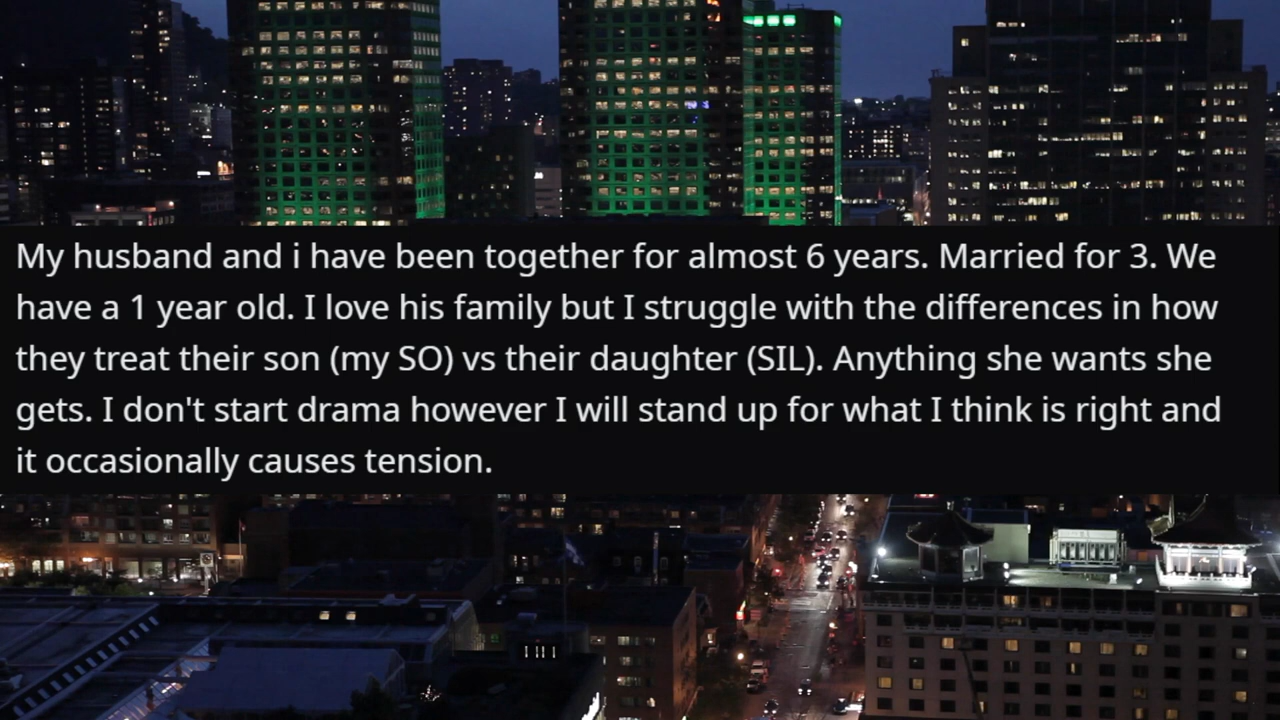 My husband and i have been together for almost 6 years. Married for 3. We
have a 1 year old. I love his family but I struggle with the differences in how
they treat their son (my SO) vs their daughter (SIL). Anything she wants she
gets. I don't start drama however I will stand up for what I think is right and
it occasionally causes tension.